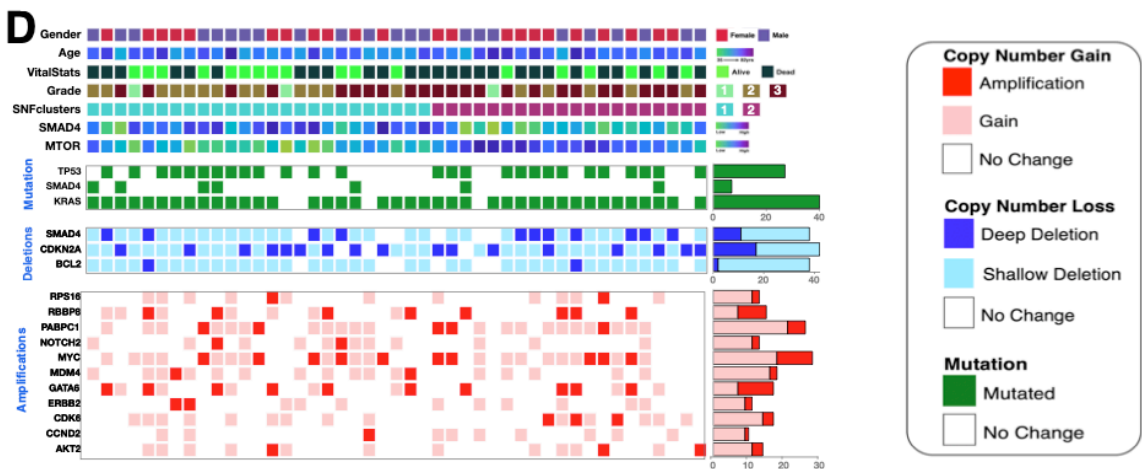 D
Gender
Female Male
Age
VitalStats
Alive Dead
Grade
1 2 3
SNFclusters
1 2
SMAD4
Low High
MTOR
Low High
Mutation
TP53
SMAD4
KRAS
0 20 40
Deletions
SMAD4
CDKN2A
BCL2
0 20 40
Amplifications
RPS16
RBBP8
PABPC1
NOTCH2
MYC
MDM4
GATA6
ERBB2
CDK6
CCND2
AKT2
0 10 20 30
Copy Number Gain
Amplification
Gain
No Change
Copy Number Loss
Deep Deletion
Shallow Deletion
No Change
Mutation
Mutated
No Change